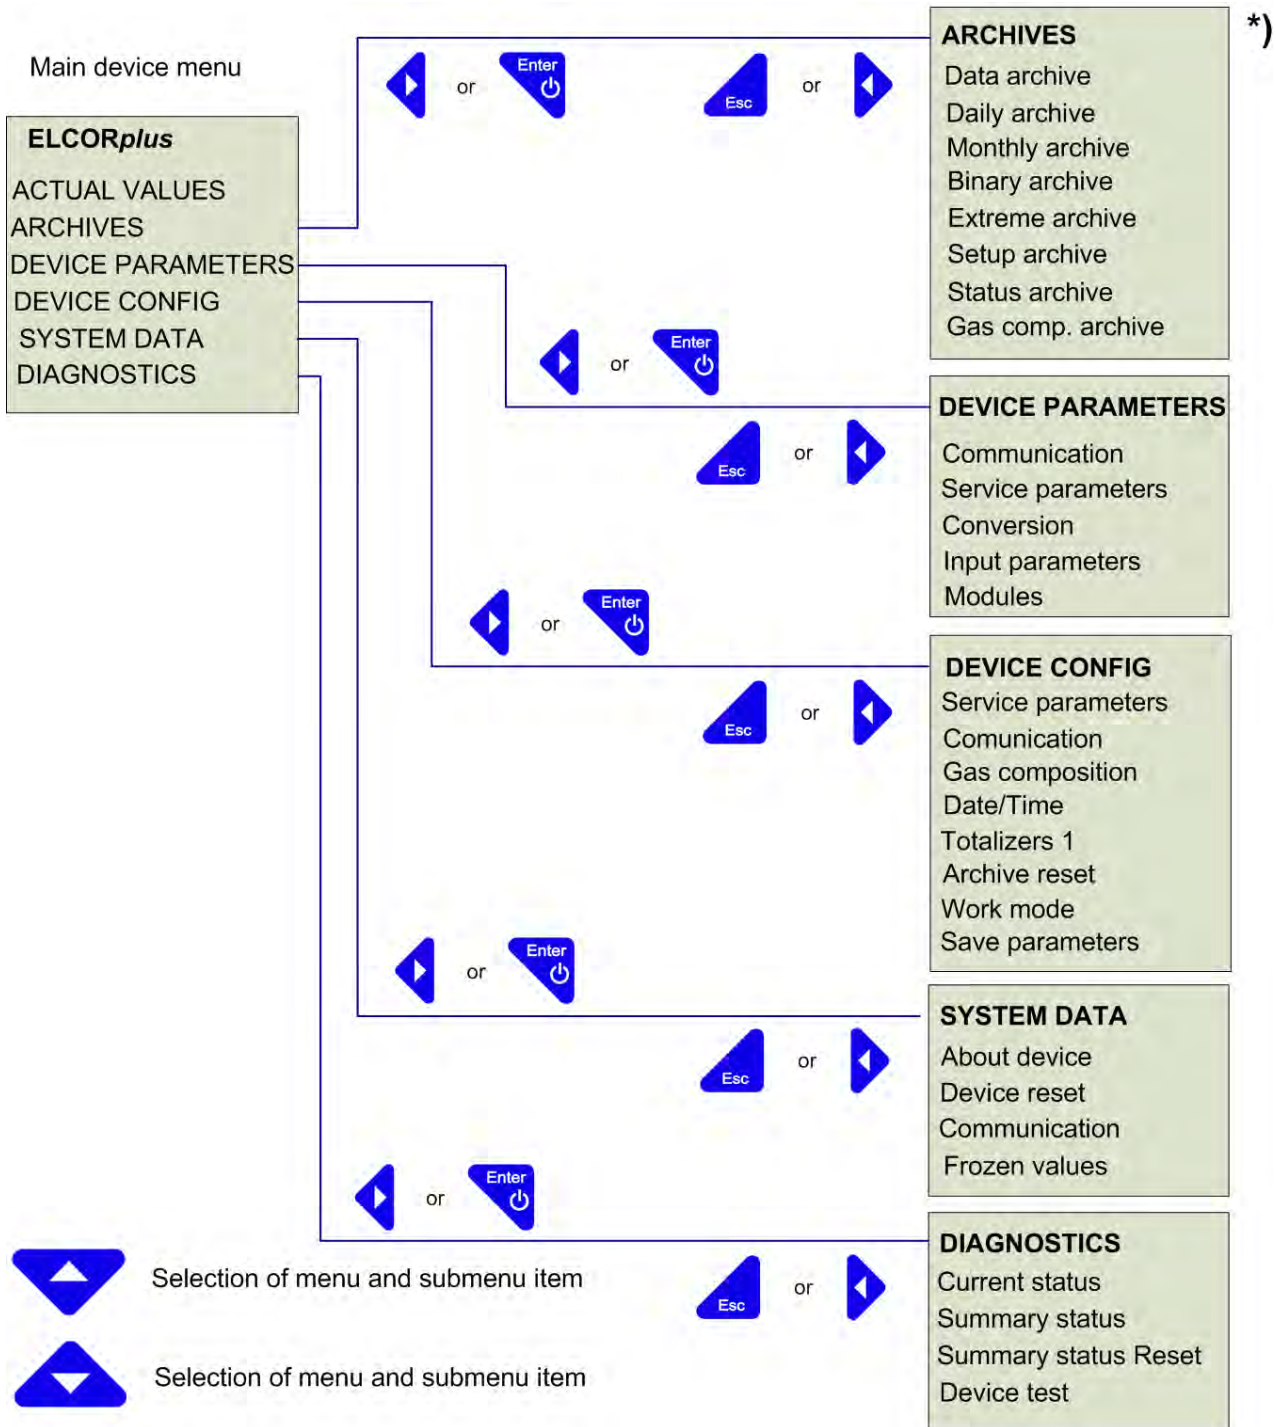 Main device menu
ELCORplus
ACTUAL VALUES
ARCHIVES
DEVICE PARAMETERS
DEVICE CONFIG
SYSTEM DATA
DIAGNOSTICS
or
Enter
Esc
or
*)
ARCHIVES
Data archive
Daily archive
Monthly archive
Binary archive
Extreme archive
Setup archive
Status archive
Gas comp. archive
or
Enter
Esc
or
DEVICE PARAMETERS
Communication
Service parameters
Conversion
Input parameters
Modules
or
Enter
Esc
or
DEVICE CONFIG
Service parameters
Comunication
Gas composition
Date/Time
Totalizers 1
Archive reset
Work mode
Save parameters
or
Enter
Esc
or
SYSTEM DATA
About device
Device reset
Communication
Frozen values
or
Enter
Esc
or
DIAGNOSTICS
Current status
Summary status
Summary status Reset
Device test
Selection of menu and submenu item
Selection of menu and submenu item